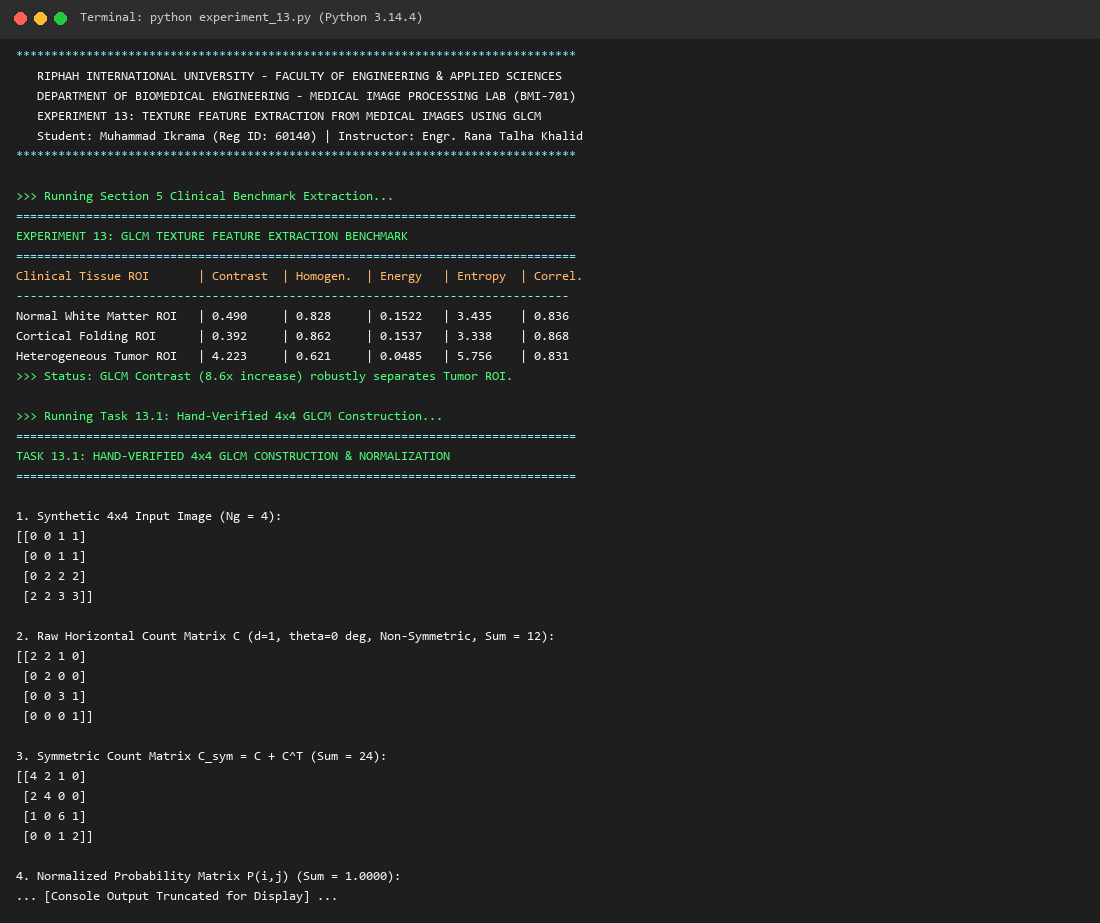 Terminal: python experiment_13.py (Python 3.14.4)
********************************************************************************
   RIPHAH INTERNATIONAL UNIVERSITY - FACULTY OF ENGINEERING & APPLIED SCIENCES
   DEPARTMENT OF BIOMEDICAL ENGINEERING - MEDICAL IMAGE PROCESSING LAB (BMI-701)
   EXPERIMENT 13: TEXTURE FEATURE EXTRACTION FROM MEDICAL IMAGES USING GLCM
   Student: Muhammad Ikrama (Reg ID: 60140) | Instructor: Engr. Rana Talha Khalid
********************************************************************************

>>> Running Section 5 Clinical Benchmark Extraction...
================================================================================
EXPERIMENT 13: GLCM TEXTURE FEATURE EXTRACTION BENCHMARK
================================================================================
Clinical Tissue ROI       | Contrast  | Homogen.  | Energy   | Entropy  | Correl.
-------------------------------------------------------------------------------
Normal White Matter ROI   | 0.490     | 0.828     | 0.1522   | 3.435    | 0.836
Cortical Folding ROI      | 0.392     | 0.862     | 0.1537   | 3.338    | 0.868
Heterogeneous Tumor ROI   | 4.223     | 0.621     | 0.0485   | 5.756    | 0.831
>>> Status: GLCM Contrast (8.6x increase) robustly separates Tumor ROI.

>>> Running Task 13.1: Hand-Verified 4x4 GLCM Construction...
================================================================================
TASK 13.1: HAND-VERIFIED 4x4 GLCM CONSTRUCTION & NORMALIZATION
================================================================================

1. Synthetic 4x4 Input Image (Ng = 4):
[[0 0 1 1]
 [0 0 1 1]
 [0 2 2 2]
 [2 2 3 3]]

2. Raw Horizontal Count Matrix C (d=1, theta=0 deg, Non-Symmetric, Sum = 12):
[[2 2 1 0]
 [0 2 0 0]
 [0 0 3 1]
 [0 0 0 1]]

3. Symmetric Count Matrix C_sym = C + C^T (Sum = 24):
[[4 2 1 0]
 [2 4 0 0]
 [1 0 6 1]
 [0 0 1 2]]

4. Normalized Probability Matrix P(i,j) (Sum = 1.0000):
... [Console Output Truncated for Display] ...